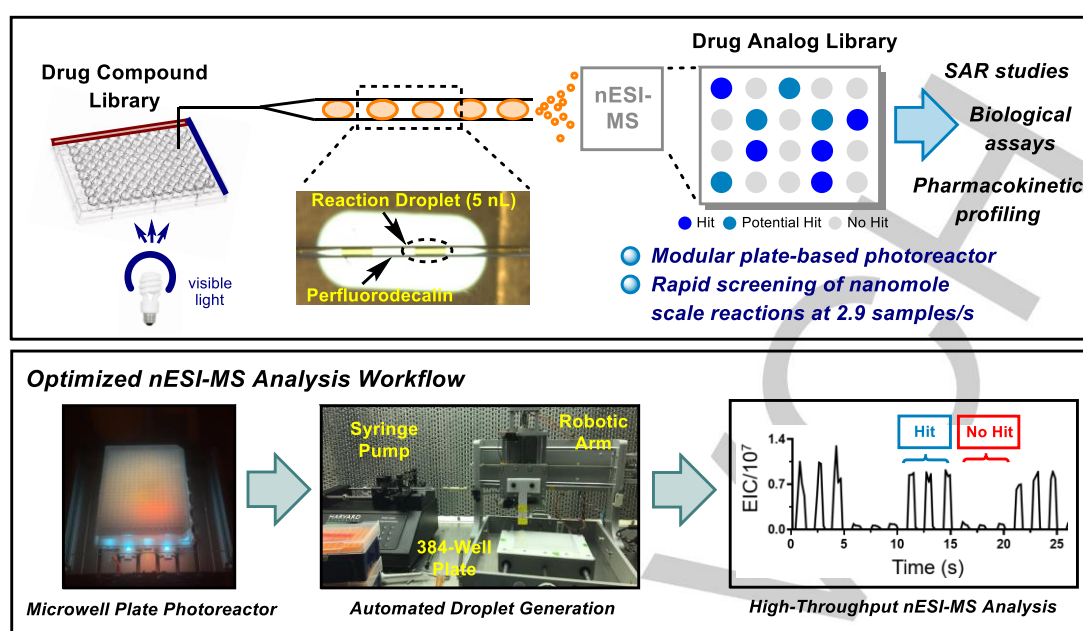 Drug Compound
Library
visible
light
Reaction Droplet (5 nL)
Perfluorodecalin
nESI-
MS
Drug Analog Library
Hit
Potential Hit
No Hit
SAR studies
Biological
assays
Pharmacokinetic
profiling
Modular plate-based photoreactor
Rapid screening of nanomole
scale reactions at 2.9 samples/s
Optimized nESI-MS Analysis Workflow
Microwell Plate Photoreactor
Syringe
Pump
Robotic
Arm
HARVARD
384-Well
Plate
Automated Droplet Generation
Hit
No Hit
EIC/10⁷
1.4
0.7
0.0
0 5 10 15 20 25
Time (s)
High-Throughput nESI-MS Analysis